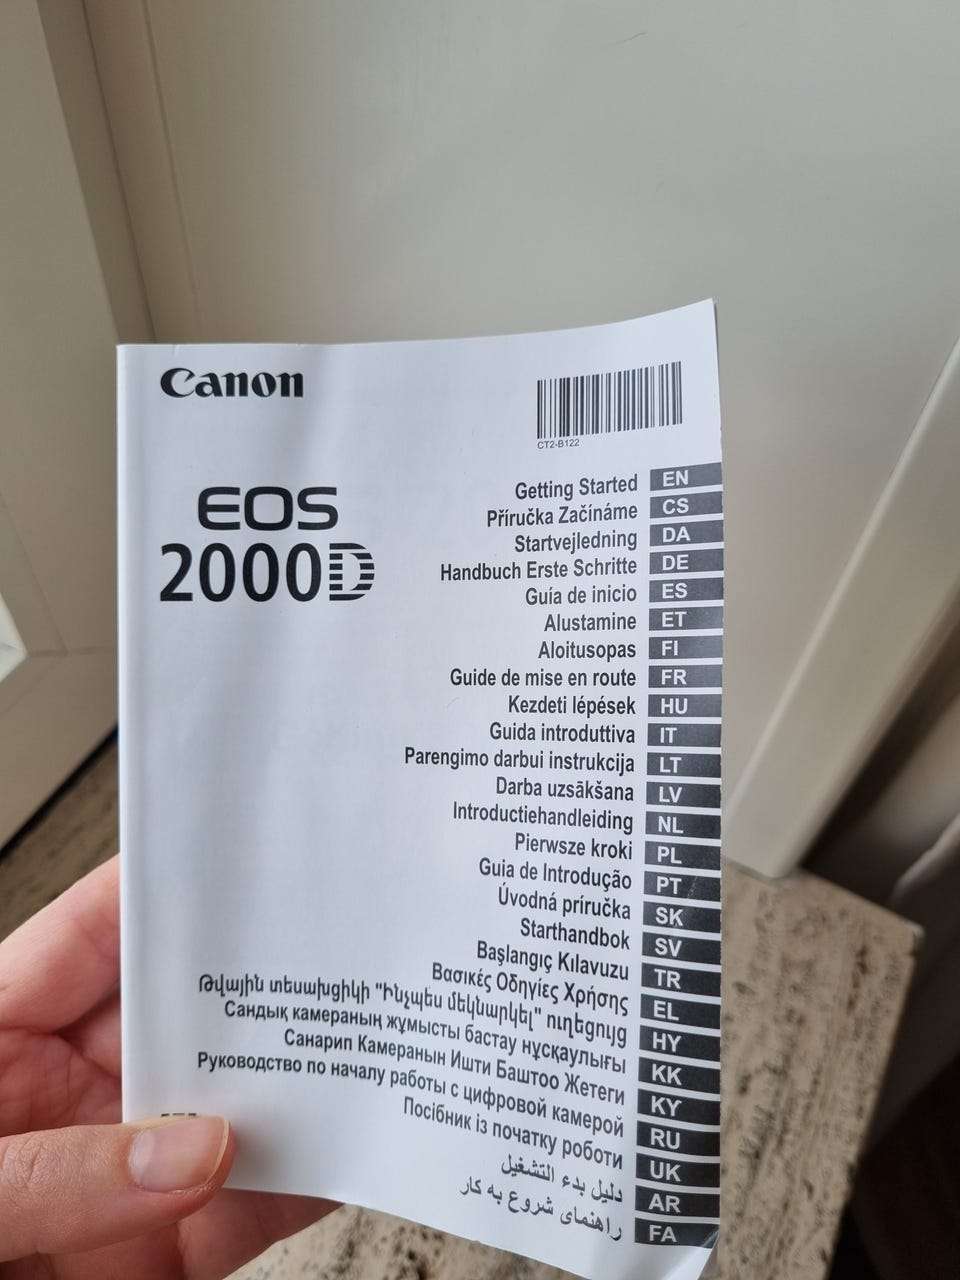 Canon
CT2-B122
EOS
2000D
Getting Started EN
Příručka Začínáme CS
Startvejledning DA
Handbuch Erste Schritte DE
Guía de inicio ES
Alustamine ET
Aloitusopas FI
Guide de mise en route FR
Kezdeti lépések HU
Guida introduttiva IT
Parengimo darbui instrukcija LT
Darba uzsākšana LV
Introductiehandleiding NL
Pierwsze kroki PL
Guia de Introdução PT
Úvodná príručka SK
Starthandbok SV
Başlangıç Kılavuzu TR
Βασικές Οδηγίες Χρήσης EL
Թվային տեսախցիկի "Ինչպես մեկնարկել" ուղեցույց HY
Сандық камераның жұмысты бастау нұсқаулығы KK
Санарип Камеранын Ишти Баштоо Жетеги KY
Руководство по началу работы с цифровой камерой RU
Посібник із початку роботи UK
دليل بدء التشغيل AR
راهنمای شروع به کار FA